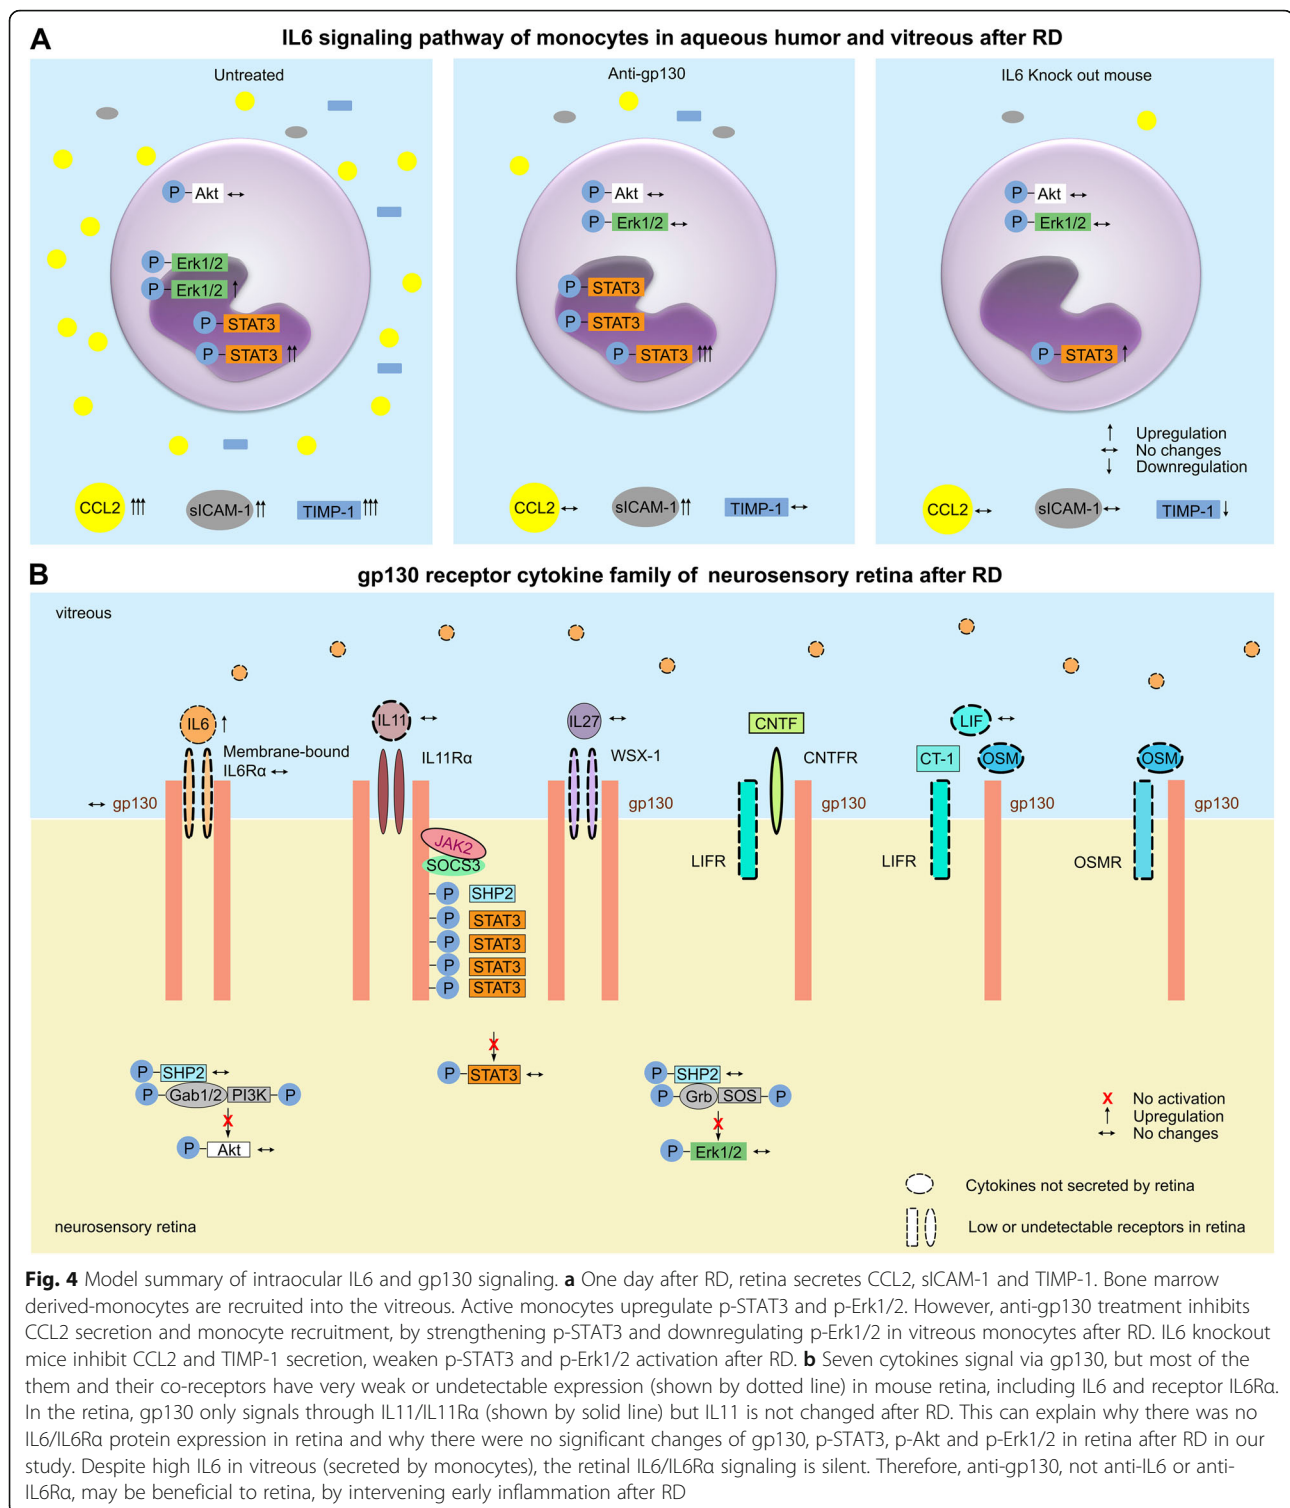 A
IL6 signaling pathway of monocytes in aqueous humor and vitreous after RD
Untreated
P Akt ↔
P Erk1/2
P Erk1/2 ↑
P STAT3
P STAT3 ↑↑
CCL2 ↑↑↑
sICAM-1 ↑↑
TIMP-1 ↑↑↑
Anti-gp130
P Akt ↔
P Erk1/2 ↔
P STAT3
P STAT3
P STAT3 ↑↑↑
CCL2 ↔
sICAM-1 ↑↑
TIMP-1 ↔
IL6 Knock out mouse
P Akt ↔
P Erk1/2 ↔
P STAT3 ↑
↑ Upregulation
↔ No changes
↓ Downregulation
CCL2 ↔
sICAM-1 ↔
TIMP-1 ↓
B
gp130 receptor cytokine family of neurosensory retina after RD
vitreous
IL6 ↑
Membrane-bound
IL6Rα ↔
↔ gp130
IL11 ↔
IL11Rα
IL27 ↔
WSX-1
gp130
CNTF
CNTFR
gp130
LIFR
LIF ↔
CT-1
OSM
gp130
LIFR
OSM
gp130
OSMR
JAK2
SOCS3
P SHP2
P STAT3
P STAT3
P STAT3
P STAT3
P SHP2 ↔
P Gab1/2 PI3K P
X
P Akt ↔
X
P STAT3 ↔
P SHP2 ↔
P Grb SOS P
X
P Erk1/2 ↔
X No activation
↑ Upregulation
↔ No changes
Cytokines not secreted by retina
Low or undetectable receptors in retina
neurosensory retina
Fig. 4 Model summary of intraocular IL6 and gp130 signaling. a One day after RD, retina secretes CCL2, sICAM-1 and TIMP-1. Bone marrow
derived-monocytes are recruited into the vitreous. Active monocytes upregulate p-STAT3 and p-Erk1/2. However, anti-gp130 treatment inhibits
CCL2 secretion and monocyte recruitment, by strengthening p-STAT3 and downregulating p-Erk1/2 in vitreous monocytes after RD. IL6 knockout
mice inhibit CCL2 and TIMP-1 secretion, weaken p-STAT3 and p-Erk1/2 activation after RD. b Seven cytokines signal via gp130, but most of the
them and their co-receptors have very weak or undetectable expression (shown by dotted line) in mouse retina, including IL6 and receptor IL6Rα.
In the retina, gp130 only signals through IL11/IL11Rα (shown by solid line) but IL11 is not changed after RD. This can explain why there was no
IL6/IL6Rα protein expression in retina and why there were no significant changes of gp130, p-STAT3, p-Akt and p-Erk1/2 in retina after RD in our
study. Despite high IL6 in vitreous (secreted by monocytes), the retinal IL6/IL6Rα signaling is silent. Therefore, anti-gp130, not anti-IL6 or anti-
IL6Rα, may be beneficial to retina, by intervening early inflammation after RD